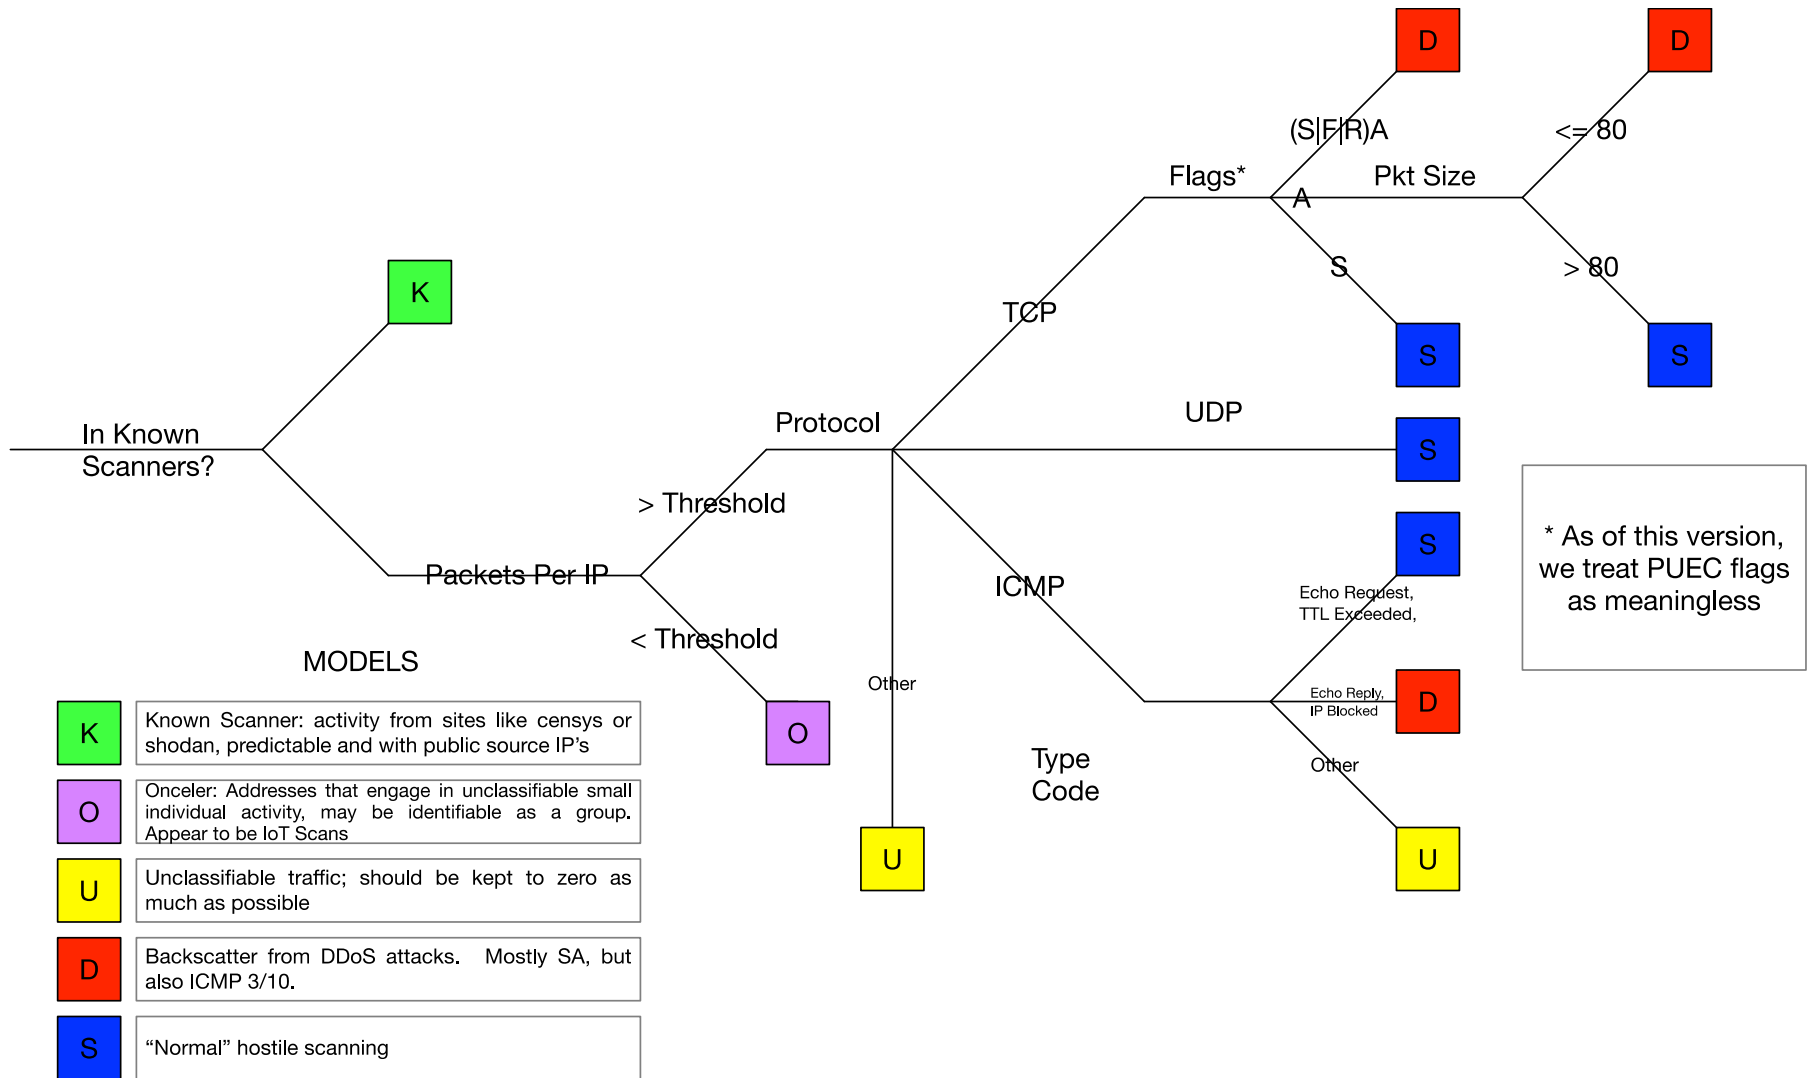 D
D
(S|F|R)A
<= 80
Flags*
Pkt Size
A
K
S
> 80
TCP
S
S
UDP
Protocol
In Known
Scanners?
S
> Threshold
S
* As of this version,
we treat PUEC flags
as meaningless
Packets Per IP
ICMP
Echo Request,
TTL Exceeded,
< Threshold
MODELS
Other
Echo Reply,
IP Blocked
D
K
Known Scanner: activity from sites like censys or
shodan, predictable and with public source IP's
O
Type
Code
Other
O
Onceler: Addresses that engage in unclassifiable small
individual activity, may be identifiable as a group.
Appear to be IoT Scans
U
U
U
Unclassifiable traffic; should be kept to zero as
much as possible
D
Backscatter from DDoS attacks. Mostly SA, but
also ICMP 3/10.
S
“Normal” hostile scanning